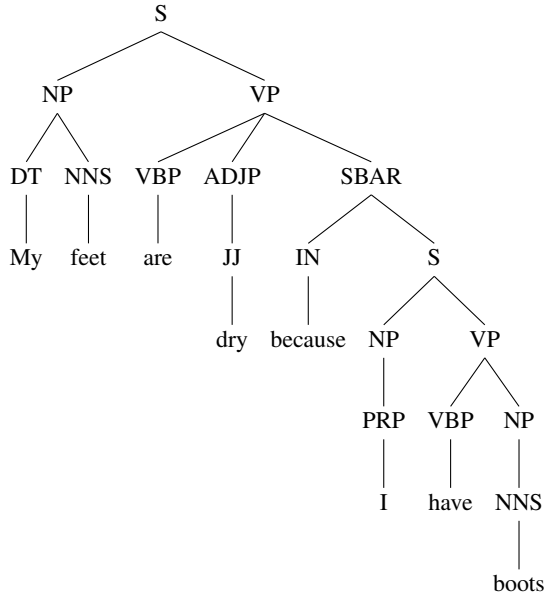 S
NP VP
DT NNS VBP ADJP SBAR
My feet are JJ IN S
dry because NP VP
PRP VBP NP
I have NNS
boots